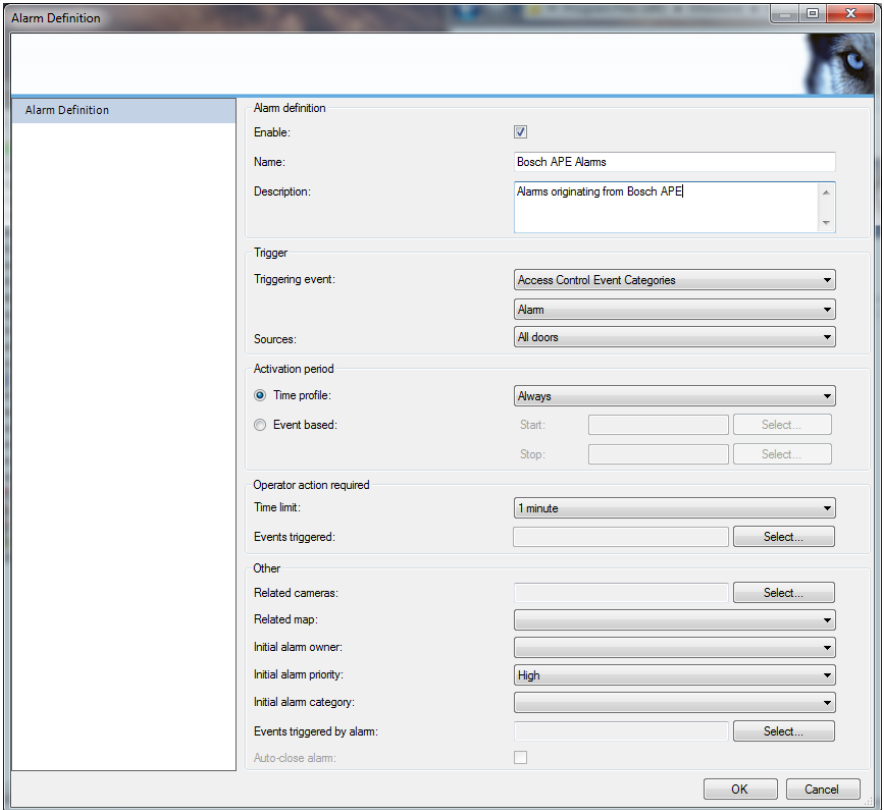 Alarm Definition
Alarm Definition
Alarm definition
Enable:
Name: Bosch APE Alarms
Description: Alarms originating from Bosch APE
Trigger
Triggering event: Access Control Event Categories
Alarm
Sources: All doors
Activation period
Time profile: Always
Event based: Start: Select...
Stop: Select...
Operator action required
Time limit: 1 minute
Events triggered: Select...
Other
Related cameras: Select...
Related map:
Initial alarm owner:
Initial alarm priority: High
Initial alarm category:
Events triggered by alarm: Select...
Auto-close alarm:
OK Cancel